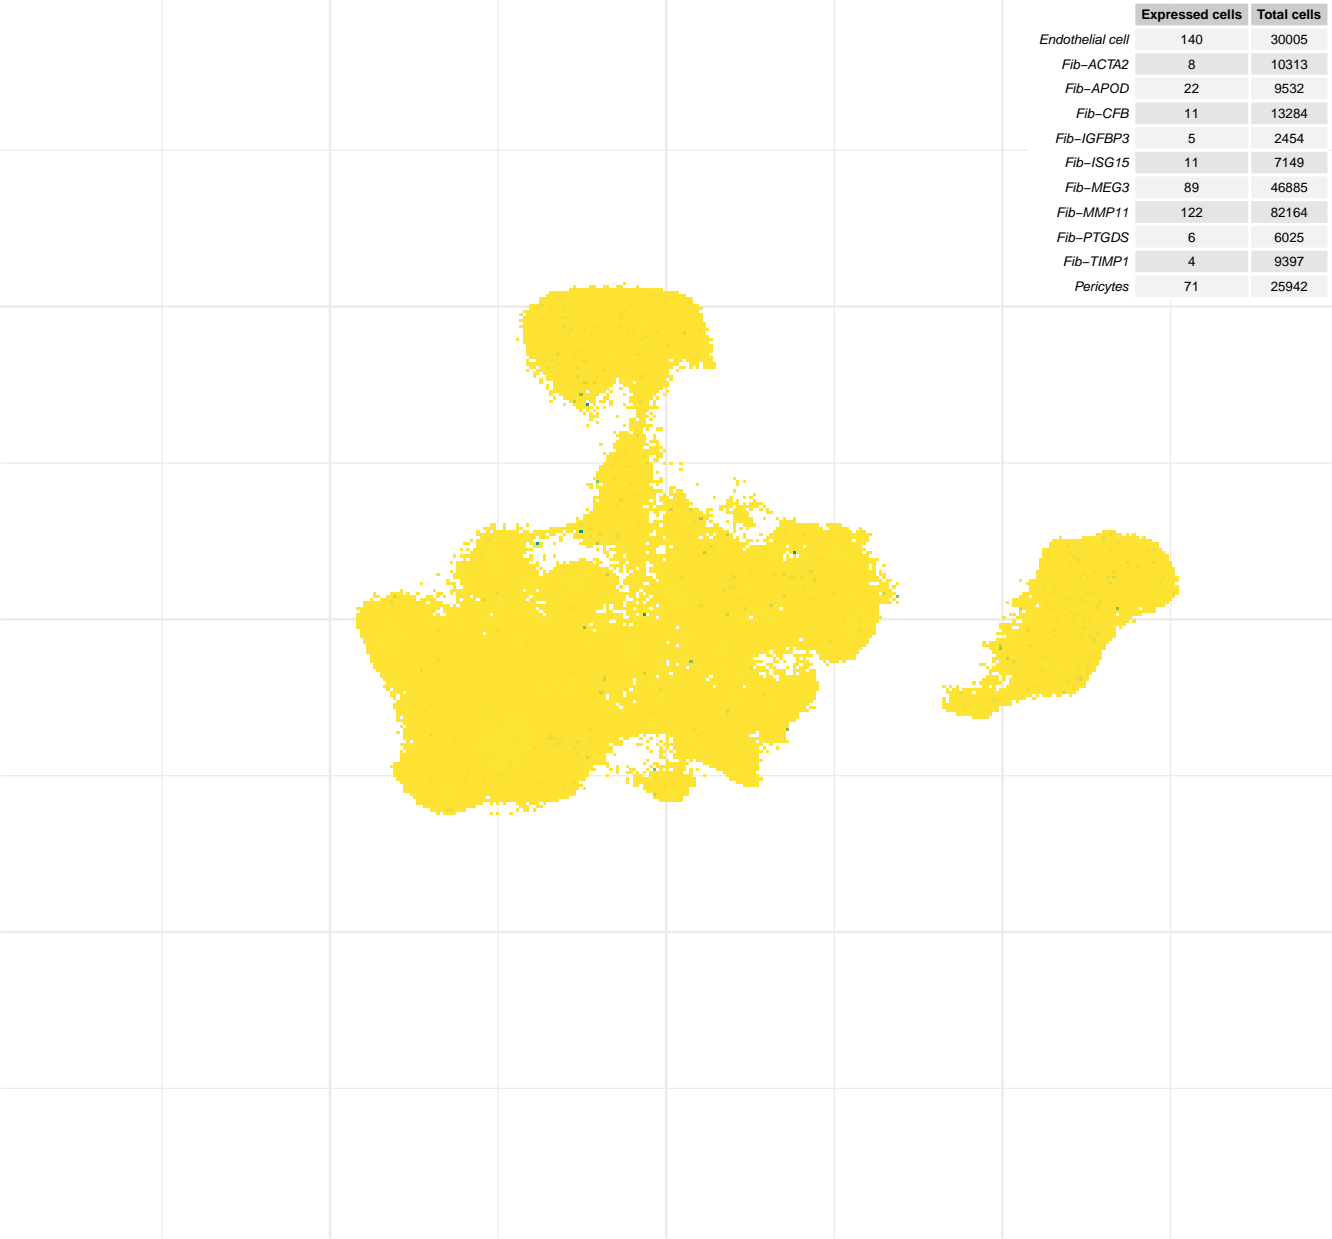 Expressed cells Total cells
Endothelial cell 140 30005
Fib−ACTA2 8 10313
Fib−APOD 22 9532
Fib−CFB 11 13284
Fib−IGFBP3 5 2454
Fib−ISG15 11 7149
Fib−MEG3 89 46885
Fib−MMP11 122 82164
Fib−PTGDS 6 6025
Fib−TIMP1 4 9397
Pericytes 71 25942